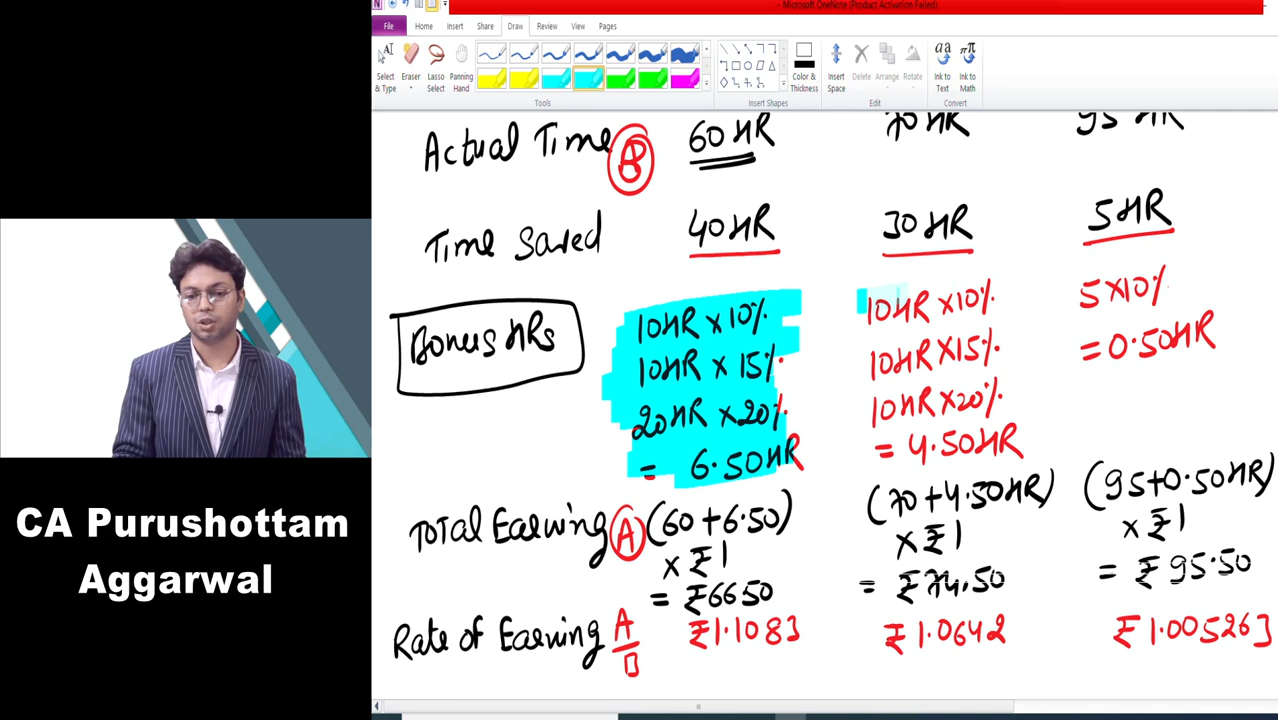 - Microsoft OneNote (Product Activation Failed)
File Home Insert Share Draw Review View Pages
Select & Type
Eraser
Lasso Select
Panning Hand
Color & Thickness
Insert Space
Delete
Arrange
Rotate
Ink to Text
Ink to Math
Tools Insert Shapes Edit Convert
Actual Time B 60 HR 70 HR 95 HR
Time Saved 40 HR 30 HR 5 HR
Bonus HRs
10HR x 10%
10HR x 15%
20HR x 20%
= 6.50HR
10HR x 10%
10HR x 15%
10HR x 20%
= 4.50HR
5 x 10%
= 0.50HR
Total Earning A (60 + 6.50) x ₹1 = ₹6650
(70 + 4.50HR) x ₹1 = ₹74.50
(95 + 0.50HR) x ₹1 = ₹95.50
Rate of Earning A/B ₹1.1083 ₹1.0642 ₹1.005263
CA Purushottam
Aggarwal